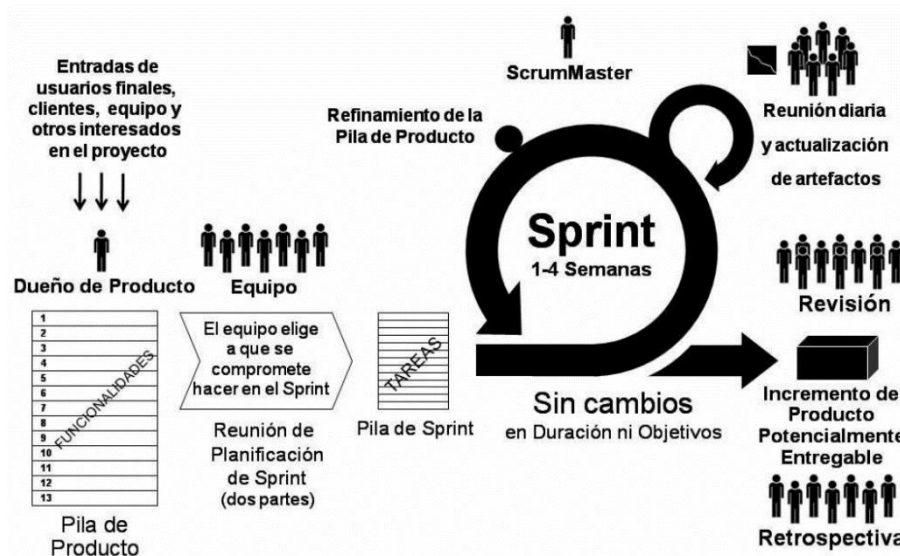 Entradas de
usuarios finales,
clientes, equipo y
otros interesados
en el proyecto
Dueño de Producto
1
2
3
4
5
6
7
8
9
10
11
12
13
FUNCIONALIDADES
Pila de
Producto
Equipo
El equipo elige
a que se
compromete
hacer en el Sprint
Reunión de
Planificación
de Sprint
(dos partes)
TAREAS
Pila de Sprint
ScrumMaster
Refinamiento de la
Pila de Producto
Sprint
1-4 Semanas
Sin cambios
en Duración ni Objetivos
Reunión diaria
y actualización
de artefactos
Revisión
Incremento de
Producto
Potencialmente
Entregable
Retrospectiva